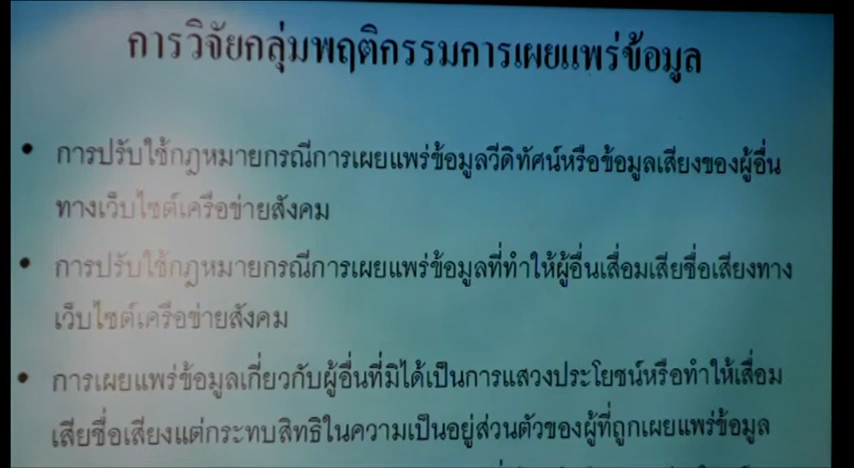 การวิจัยกลุ่มพฤติกรรมการเผยแพร่ข้อมูล
• การปรับใช้กฎหมายกรณีการเผยแพร่ข้อมูลวีดิทัศน์หรือข้อมูลเสียงของผู้อื่น
ทางเว็บไซต์เครือข่ายสังคม
• การปรับใช้กฎหมายกรณีการเผยแพร่ข้อมูลที่ทำให้ผู้อื่นเสื่อมเสียชื่อเสียงทาง
เว็บไซต์เครือข่ายสังคม
• การเผยแพร่ข้อมูลเกี่ยวกับผู้อื่นที่มิได้เป็นการแสวงประโยชน์หรือทำให้เสื่อม
เสียชื่อเสียงแต่กระทบสิทธิในความเป็นอยู่ส่วนตัวของผู้ที่ถูกเผยแพร่ข้อมูล